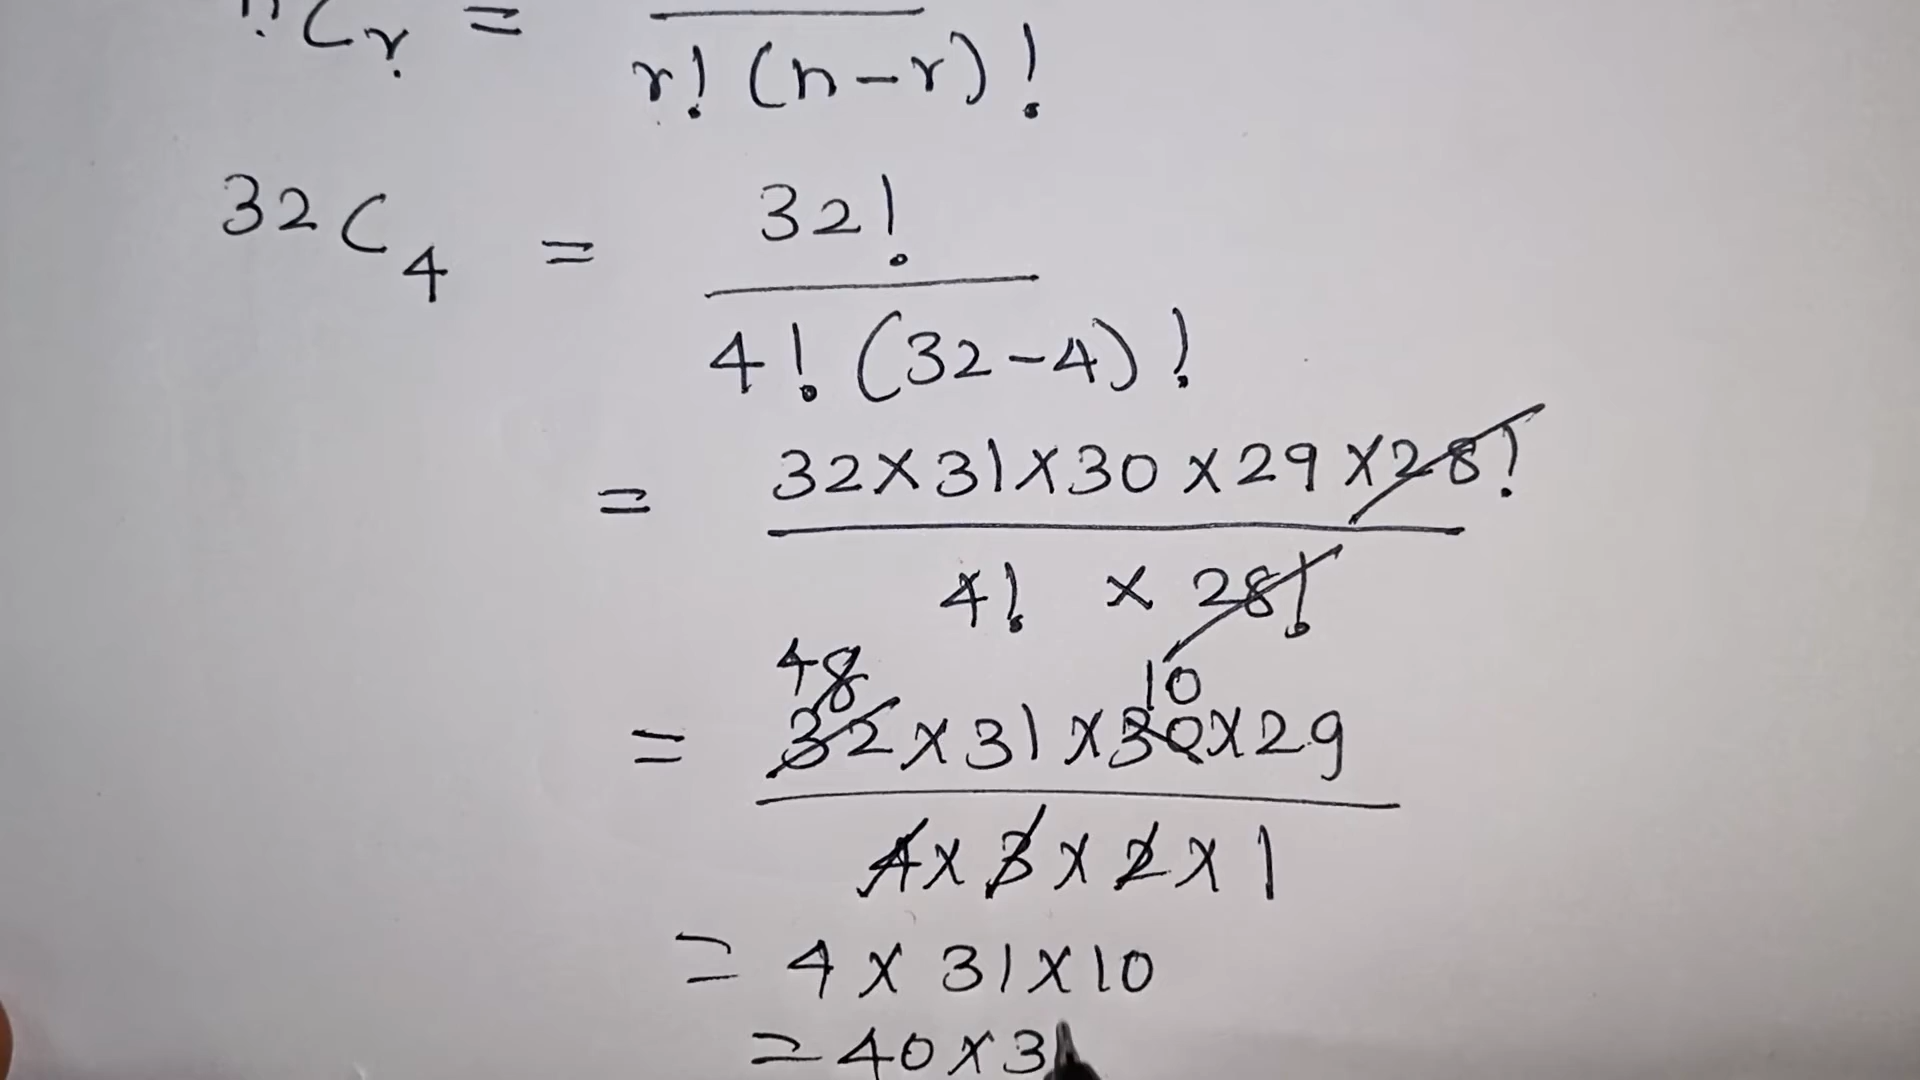 nCr =
r! (n-r)!
32C4 = 32!
4! (32-4)!
= 32×31×30×29×28!
4! × 28!
48 10
= 32×31×30×29
4×3×2×1
= 4×31×10
=40×3